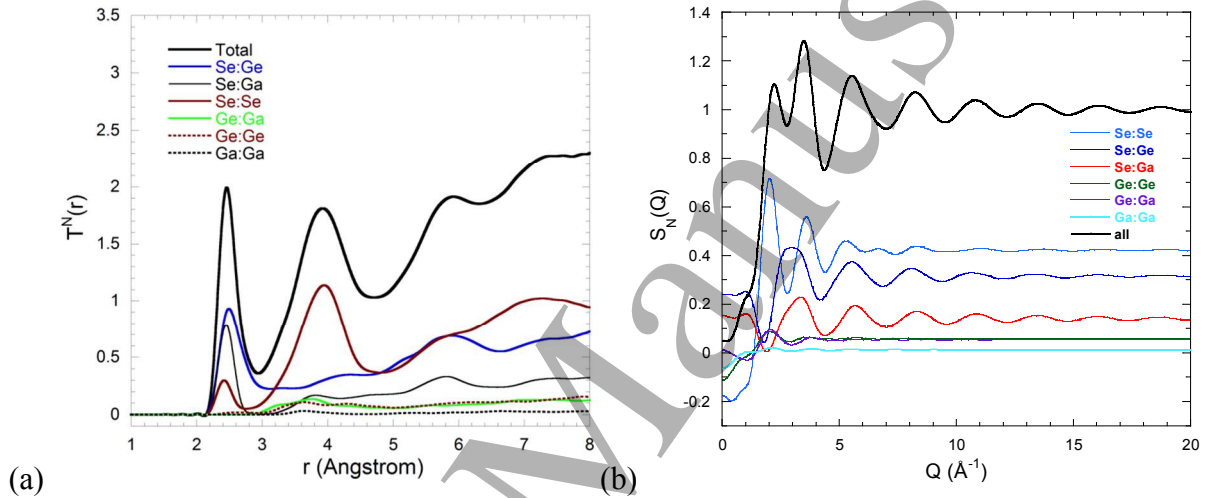 3.5
3
2.5
2
1.5
1
0.5
0
T^N(r)
Total
Se:Ge
Se:Ga
Se:Se
Ge:Ga
Ge:Ge
Ga:Ga
1 2 3 4 5 6 7 8
r (Angstrom)
(a)
1.4
1.2
1
0.8
0.6
0.4
0.2
0
-0.2
S_N(Q)
Se:Se
Se:Ge
Se:Ga
Ge:Ge
Ge:Ga
Ga:Ga
all
0 5 10 15 20
Q (Å^-1)
(b)
Manus